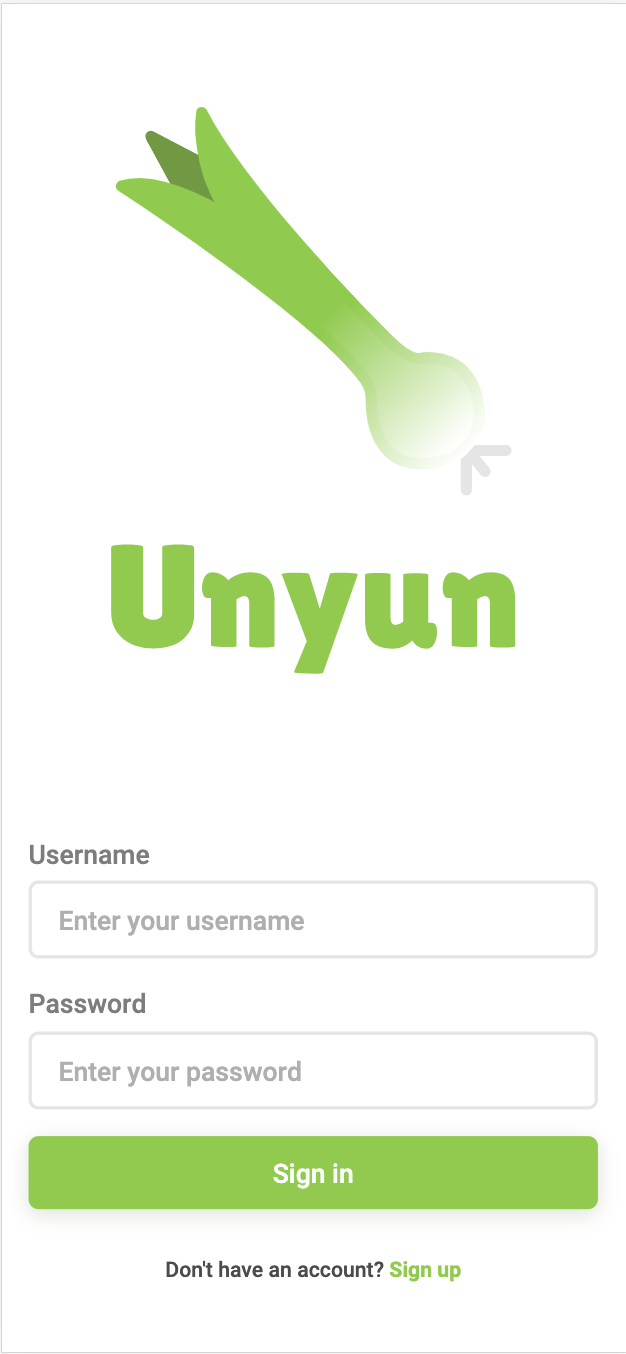 Unyun
Username
Enter your username
Password
Enter your password
Sign in
Don't have an account? Sign up